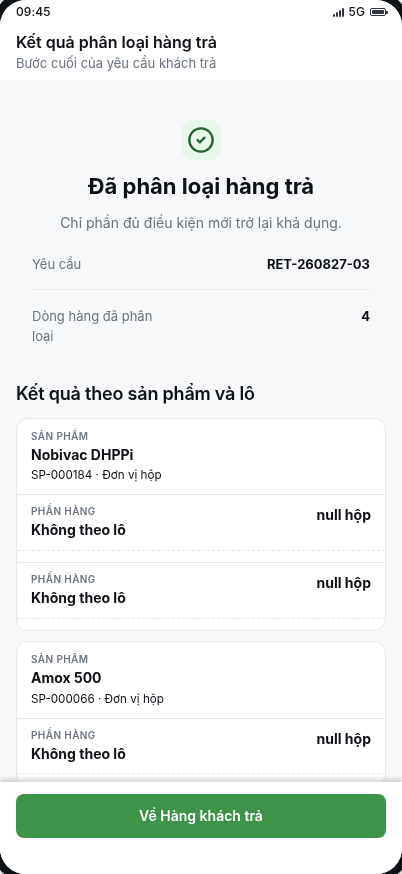 09:45
5G
Kết quả phân loại hàng trả
Bước cuối của yêu cầu khách trả
Đã phân loại hàng trả
Chỉ phần đủ điều kiện mới trở lại khả dụng.
Yêu cầu RET-260827-03
Dòng hàng đã phân loại 4
Kết quả theo sản phẩm và lô
SẢN PHẨM
Nobivac DHPPi
SP-000184 · Đơn vị hộp
PHẦN HÀNG
Không theo lô null hộp
PHẦN HÀNG
Không theo lô null hộp
SẢN PHẨM
Amox 500
SP-000066 · Đơn vị hộp
PHẦN HÀNG
Không theo lô null hộp
Về Hàng khách trả